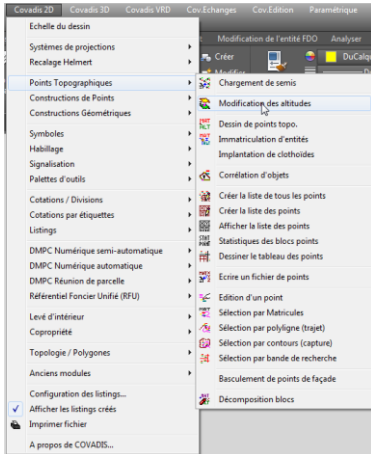 Covadis 2D Covadis 3D Covadis VRD Cov.Echanges Cov.Edition Paramétrique
Echelle du dessin
Systèmes de projections
Recalage Helmert
Points Topographiques
Constructions de Points
Constructions Géométriques
Symboles
Habillage
Signalisation
Palettes d'outils
Cotations / Divisions
Cotations par étiquettes
Listings
DMPC Numérique semi-automatique
DMPC Numérique automatique
DMPC Réunion de parcelle
Référentiel Foncier Unifié (RFU)
Levé d'intérieur
Copropriété
Topologie / Polygones
Anciens modules
Configuration des listings...
Afficher les listings créés
Imprimer fichier
A propos de COVADIS...
Modification de l'entité FDO Analyser
Créer
Modifier
DuCalqu
Chargement de semis
Modification des altitudes
Dessin de points topo.
Immatriculation d'entités
Implantation de clothoïdes
Corrélation d'objets
Créer la liste de tous les points
Créer la liste des points
Afficher la liste des points
Statistiques des blocs points
Dessiner le tableau des points
Ecrire un fichier de points
Edition d'un point
Sélection par Matricules
Sélection par polyligne (trajet)
Sélection par contours (capture)
Sélection par bande de recherche
Basculement de points de façade
Décomposition blocs